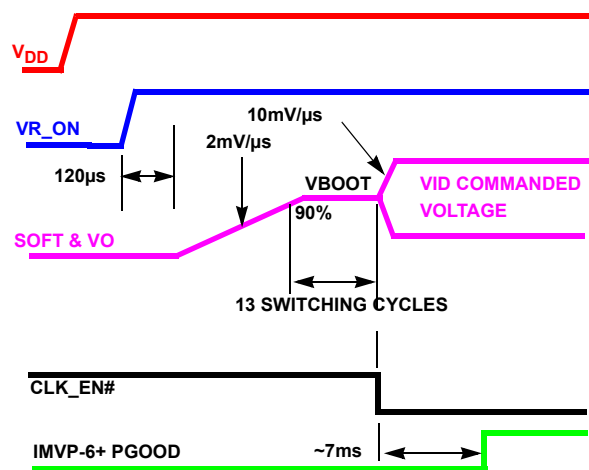 VDD
VR_ON
10mV/µs
2mV/µs
120µs
VBOOT
VID COMMANDED
VOLTAGE
90%
SOFT & VO
13 SWITCHING CYCLES
CLK_EN#
IMVP-6+ PGOOD
~7ms